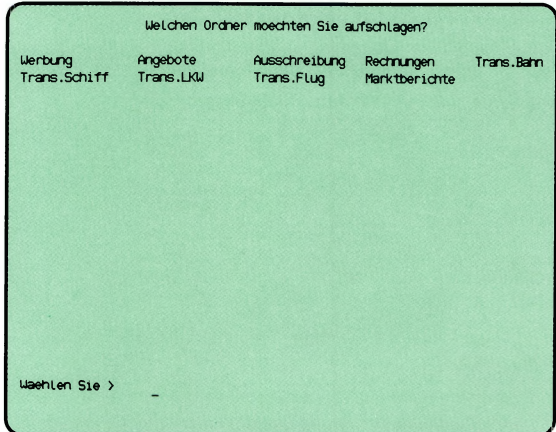 Welchen Ordner moechten Sie aufschlagen?
Werbung Angebote Ausschreibung Rechnungen Trans.Bahn
Trans.Schiff Trans.LKW Trans.Flug Marktberichte
Waehlen Sie > _